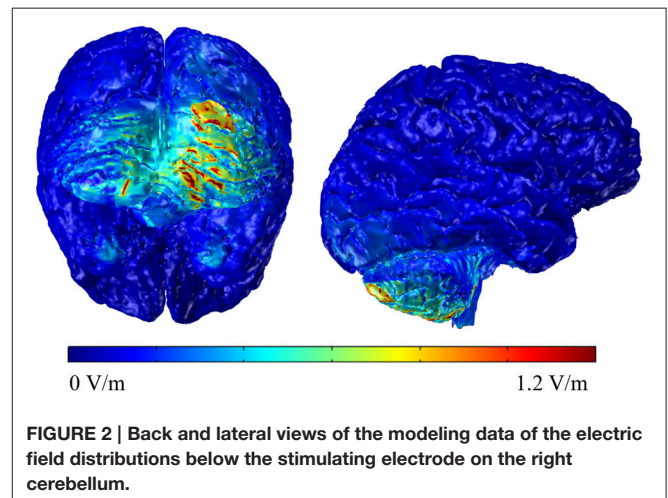 0 V/m 1.2 V/m
FIGURE 2 | Back and lateral views of the modeling data of the electric
field distributions below the stimulating electrode on the right
cerebellum.